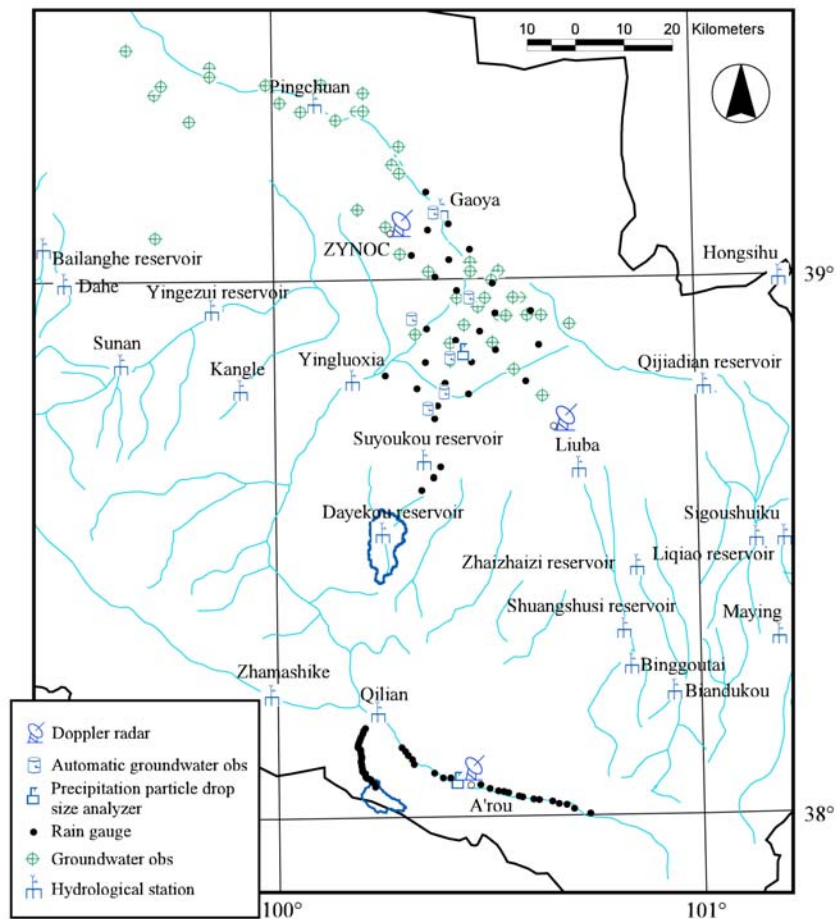 10 0 10 20 Kilometers
Pingchuan
Gaoya
ZYNOC
Bailanghe reservoir
Hongsihu
39°
Dahe
Yingezui reservoir
Sunan
Kangle
Yingluoxia
Qijiadian reservoir
Suyoukou reservoir
Liuba
Dayekou reservoir
Sigoushuiku
Zhaizhaizi reservoir
Liqiao reservoir
Shuangshusi reservoir
Maying
Binggoutai
Zhamashike
Qilian
Biandukou
Doppler radar
Automatic groundwater obs
Precipitation particle drop
size analyzer
Rain gauge
Groundwater obs
Hydrological station
A'rou
38°
100°
101°